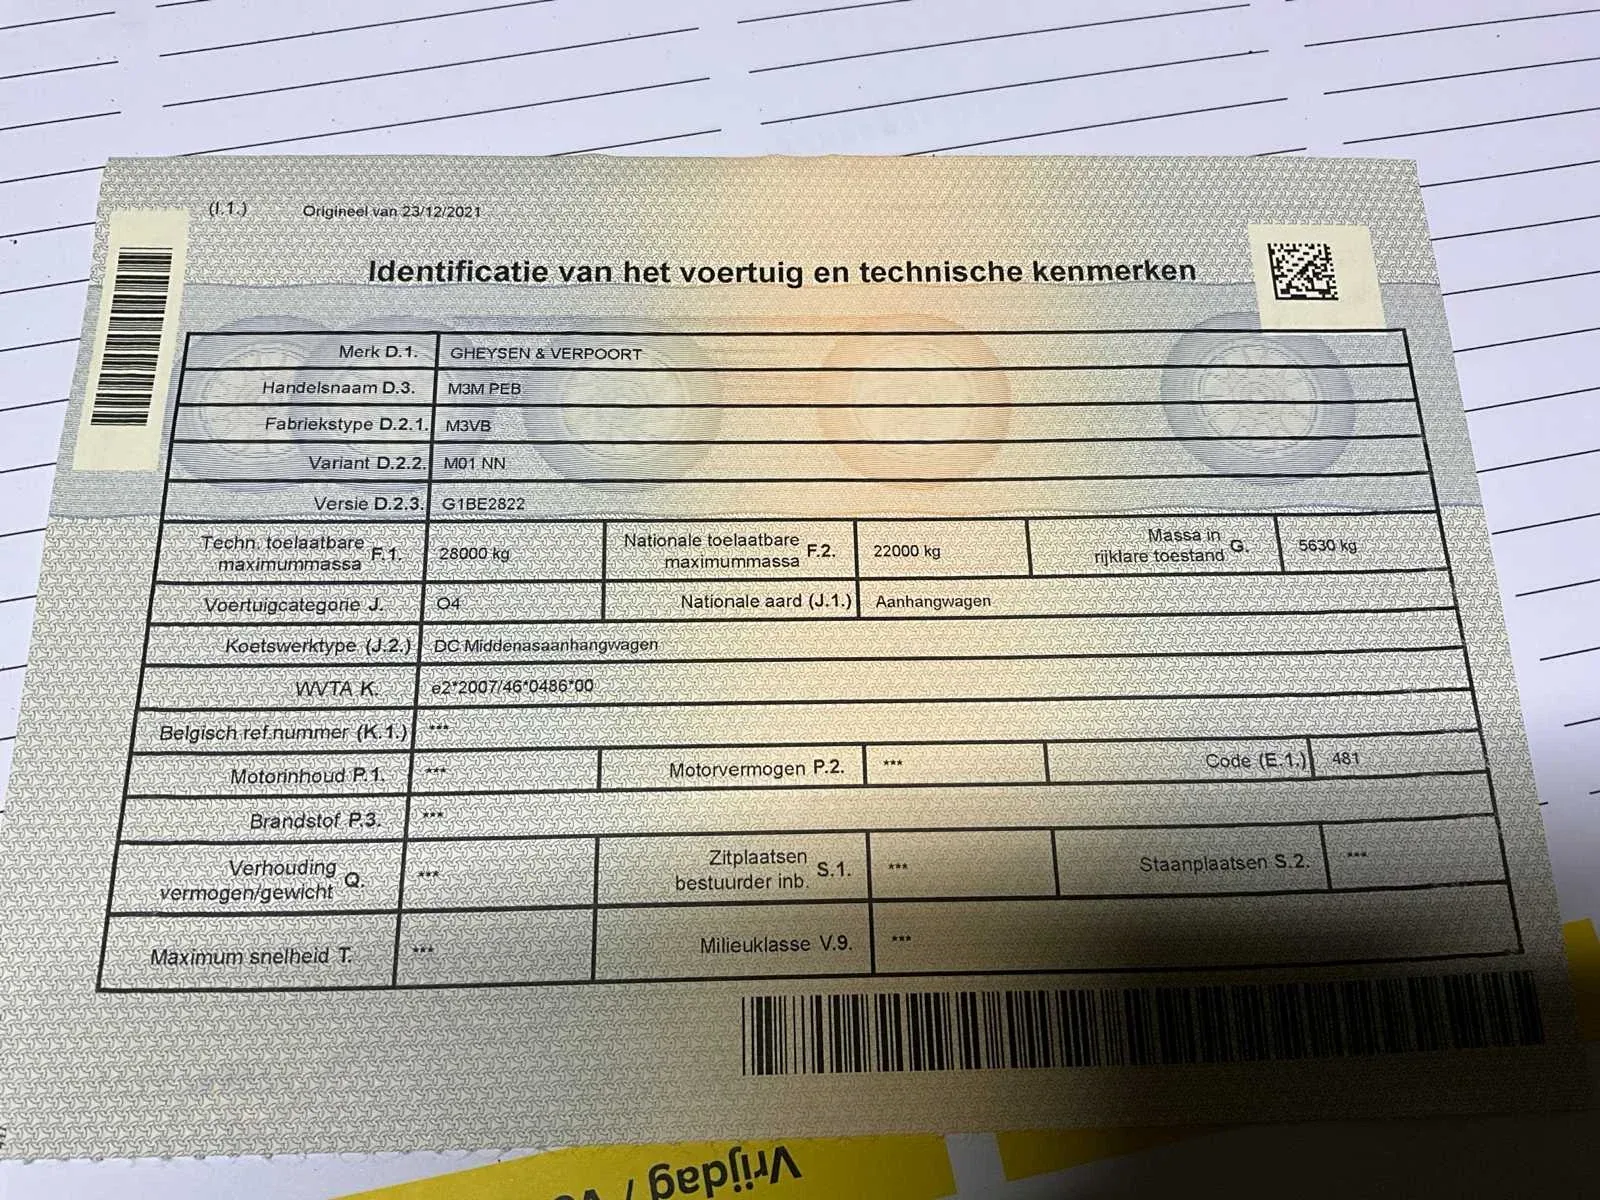 (I.1.) Origineel van 23/12/2021
Identificatie van het voertuig en technische kenmerken
Merk D.1. GHEYSEN & VERPOORT
Handelsnaam D.3. M3M PEB
Fabriekstype D.2.1. M3VB
Variant D.2.2. M01 NN
Versie D.2.3. G1BE2822
Techn. toelaatbare maximummassa F.1. 28000 kg Nationale toelaatbare maximummassa F.2. 22000 kg Massa in rijklare toestand G. 5630 kg
Voertuigcategorie J. O4 Nationale aard (J.1.) Aanhangwagen
Koetswerktype (J.2.) DC Middenasaanhangwagen
WVTA K. e2*2007/46*0486*00
Belgisch ref.nummer (K.1.) ***
Motorinhoud P.1. *** Motorvermogen P.2. *** Code (E.1.) 481
Brandstof P.3. ***
Verhouding vermogen/gewicht Q. *** Zitplaatsen bestuurder inb. S.1. *** Staanplaatsen S.2. ***
Maximum snelheid T. *** Milieuklasse V.9. ***
Vrijdag /